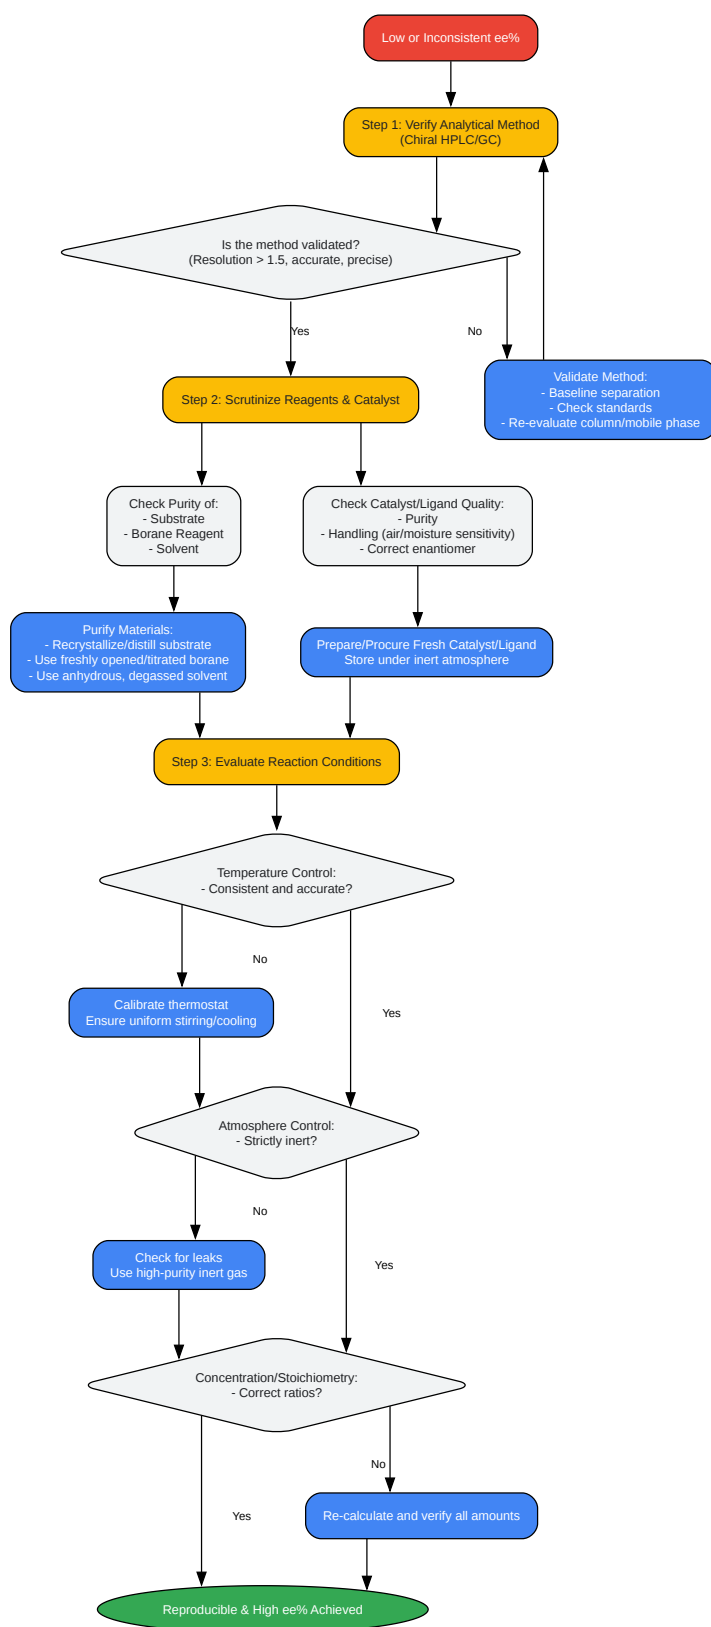 Low or Inconsistent ee%
Step 1: Verify Analytical Method
(Chiral HPLC/GC)
Is the method validated?
(Resolution > 1.5, accurate, precise)
Yes
No
Validate Method:
- Baseline separation
- Check standards
- Re-evaluate column/mobile phase
Step 2: Scrutinize Reagents & Catalyst
Check Purity of:
- Substrate
- Borane Reagent
- Solvent
Check Catalyst/Ligand Quality:
- Purity
- Handling (air/moisture sensitivity)
- Correct enantiomer
Purify Materials:
- Recrystallize/distill substrate
- Use freshly opened/titrated borane
- Use anhydrous, degassed solvent
Prepare/Procure Fresh Catalyst/Ligand
Store under inert atmosphere
Step 3: Evaluate Reaction Conditions
Temperature Control:
- Consistent and accurate?
No
Yes
Calibrate thermostat
Ensure uniform stirring/cooling
Atmosphere Control:
- Strictly inert?
No
Yes
Check for leaks
Use high-purity inert gas
Concentration/Stoichiometry:
- Correct ratios?
No
Yes
Re-calculate and verify all amounts
Reproducible & High ee% Achieved